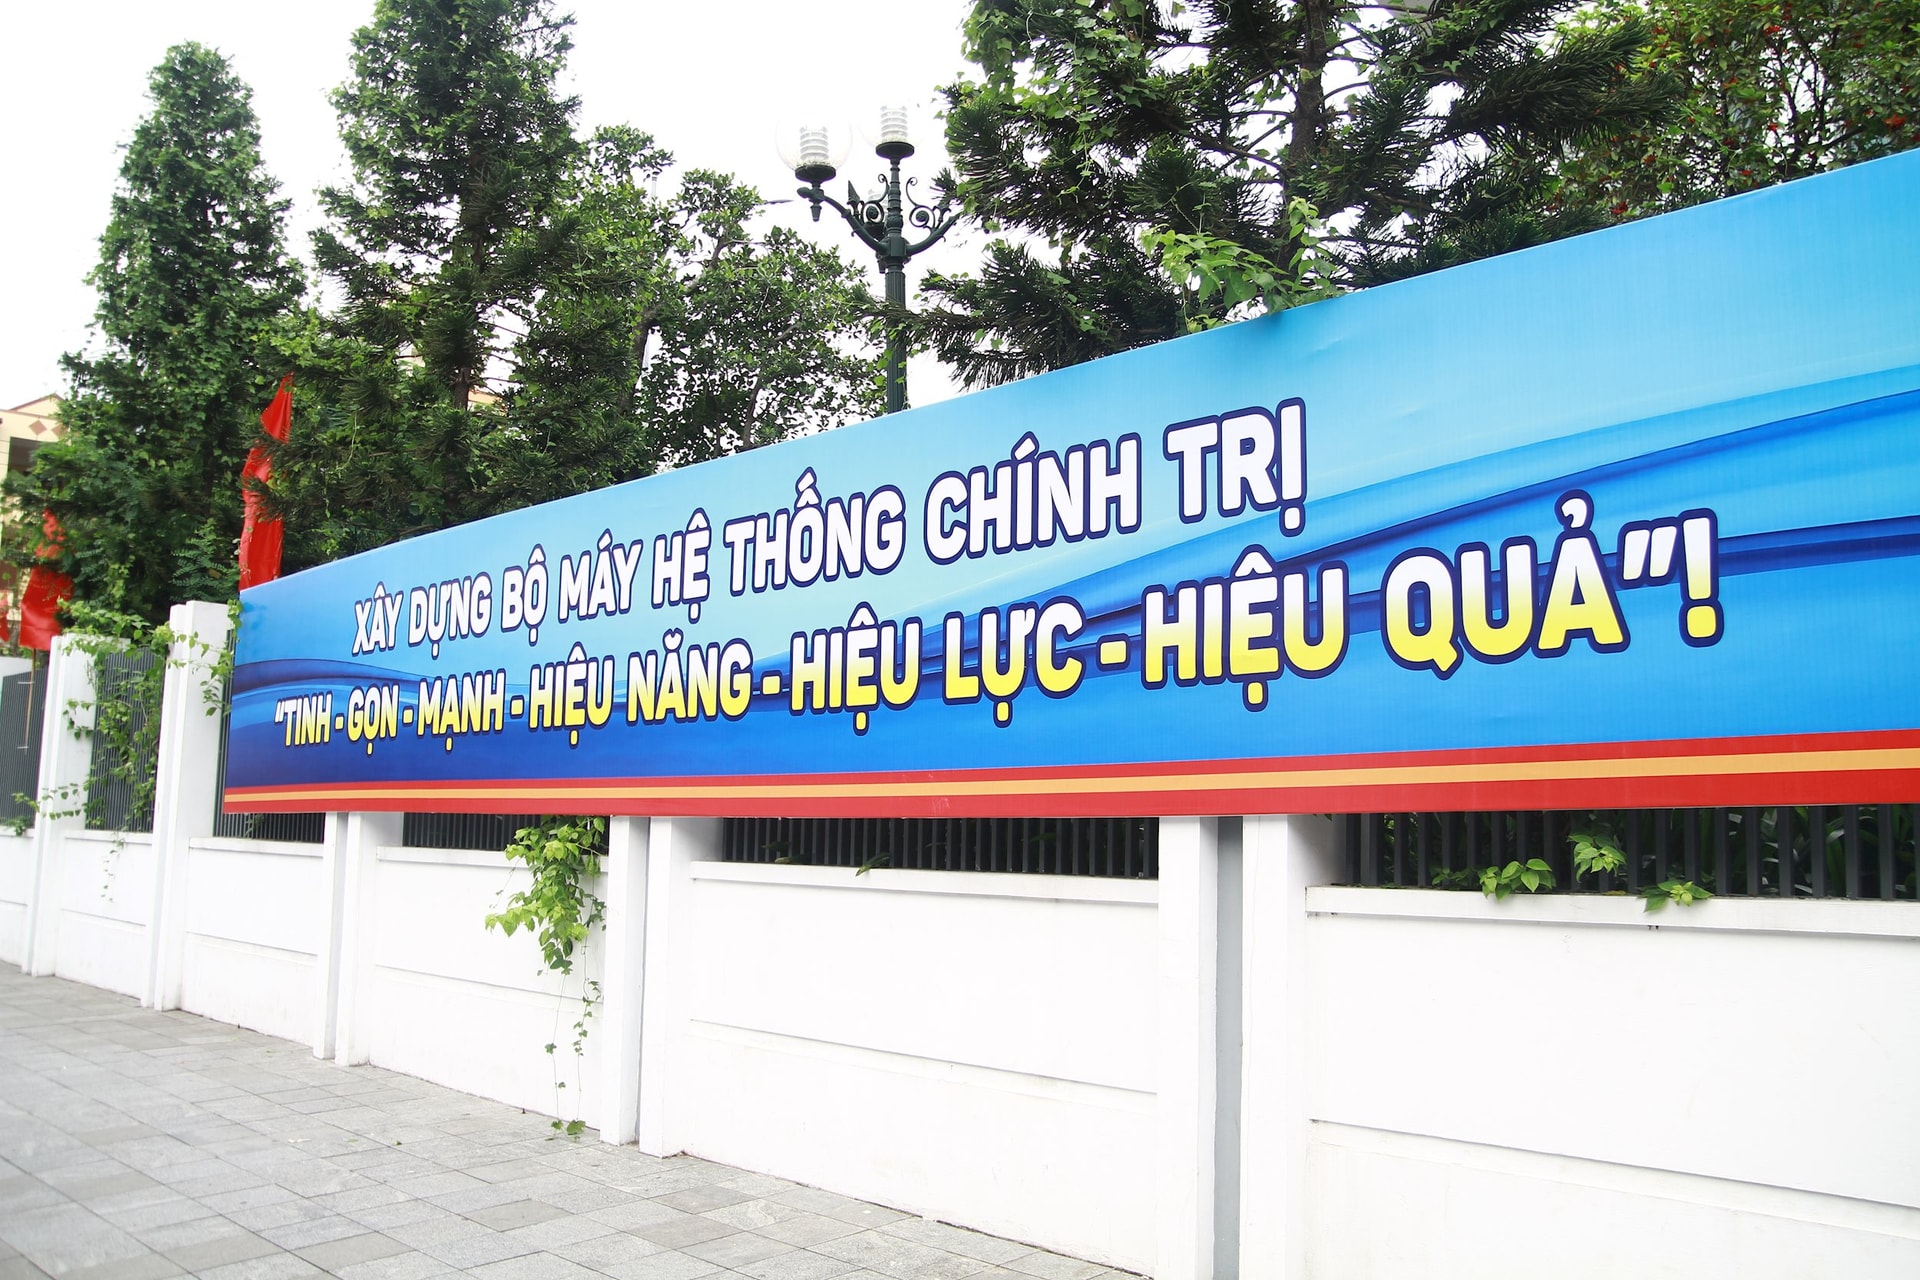 XÂY DỰNG BỘ MÁY HỆ THỐNG CHÍNH TRỊ
“TINH - GỌN - MẠNH - HIỆU NĂNG - HIỆU LỰC - HIỆU QUẢ”!